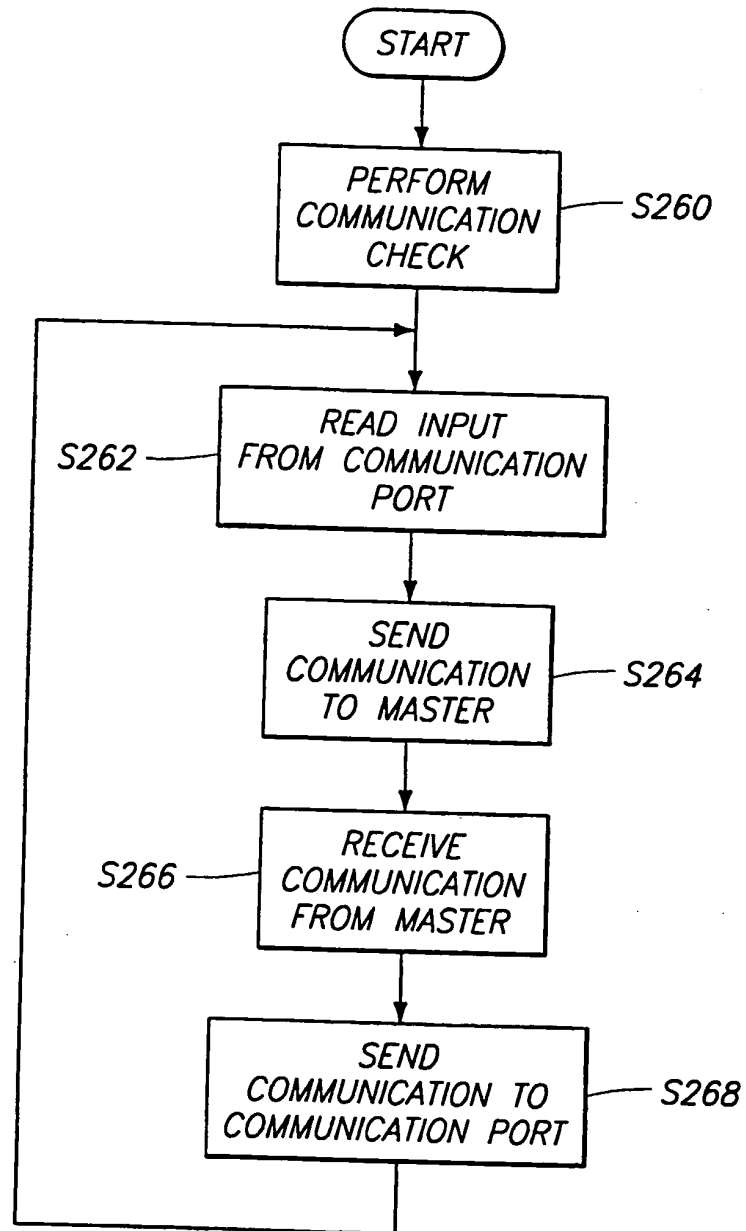 START
PERFORM
COMMUNICATION
CHECK
S260
READ INPUT
FROM COMMUNICATION
PORT
S262
SEND
COMMUNICATION
TO MASTER
S264
RECEIVE
COMMUNICATION
FROM MASTER
S266
SEND
COMMUNICATION TO
COMMUNICATION PORT
S268